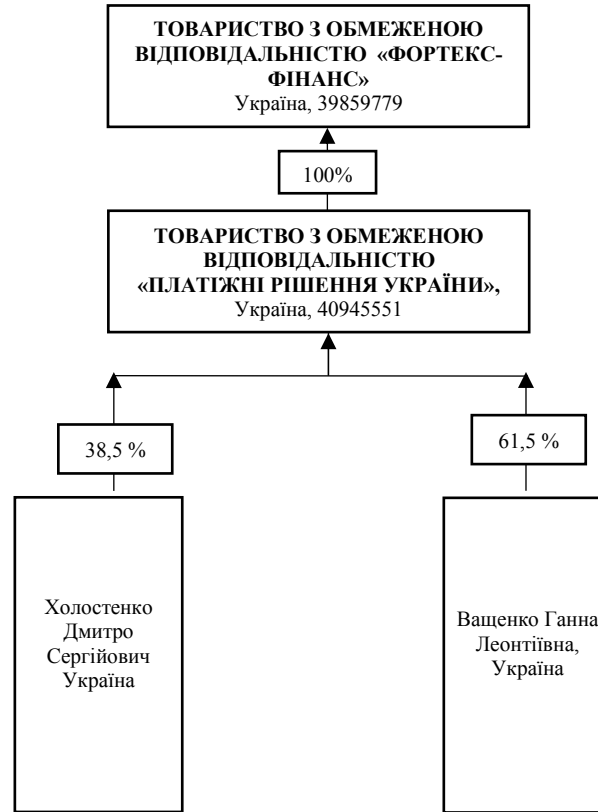 ТОВАРИСТВО З ОБМЕЖЕНОЮ
ВІДПОВІДАЛЬНІСТЮ «ФОРТЕКС-
ФІНАНС»
Україна, 39859779
100%
ТОВАРИСТВО З ОБМЕЖЕНОЮ
ВІДПОВІДАЛЬНІСТЮ
«ПЛАТІЖНІ РІШЕННЯ УКРАЇНИ»,
Україна, 40945551
38,5 %
61,5 %
Холостенко
Дмитро
Сергійович
Україна
Ващенко Ганна
Леонтіївна,
Україна